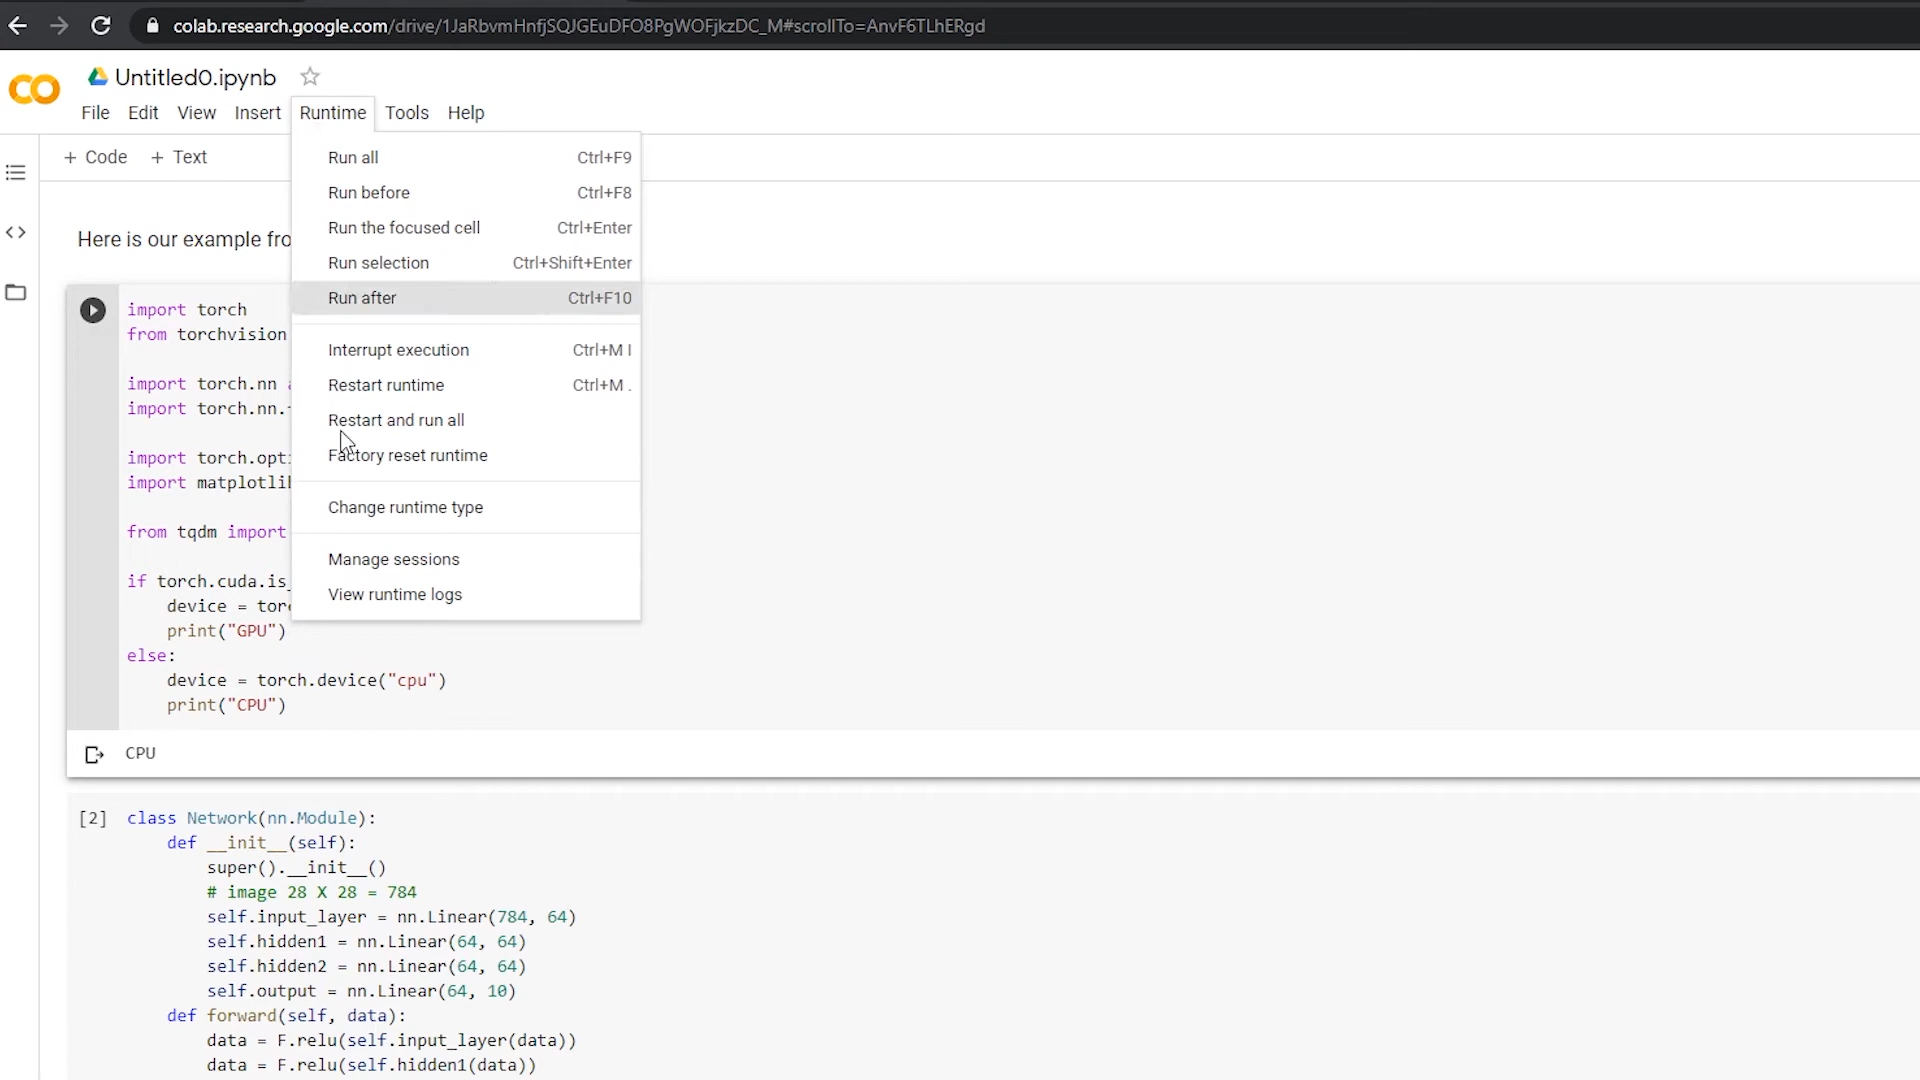 colab.research.google.com/drive/1JaRbvmHnfjSQJGEuDFO8PgWOFjkzDC_M#scrollTo=AnvF6TLhERgd
Untitled0.ipynb
File Edit View Insert Runtime Tools Help
+ Code + Text
Run all Ctrl+F9
Run before Ctrl+F8
Run the focused cell Ctrl+Enter
Run selection Ctrl+Shift+Enter
Run after Ctrl+F10
Interrupt execution Ctrl+M I
Restart runtime Ctrl+M .
Restart and run all
Factory reset runtime
Change runtime type
Manage sessions
View runtime logs
Here is our example fro
import torch
from torchvision
import torch.nn a
import torch.nn.
import torch.opti
import matplotli
from tqdm import
if torch.cuda.is_
device = tor
print("GPU")
else:
device = torch.device("cpu")
print("CPU")
CPU
[2] class Network(nn.Module):
def __init__(self):
super().__init__()
# image 28 X 28 = 784
self.input_layer = nn.Linear(784, 64)
self.hidden1 = nn.Linear(64, 64)
self.hidden2 = nn.Linear(64, 64)
self.output = nn.Linear(64, 10)
def forward(self, data):
data = F.relu(self.input_layer(data))
data = F.relu(self.hidden1(data))